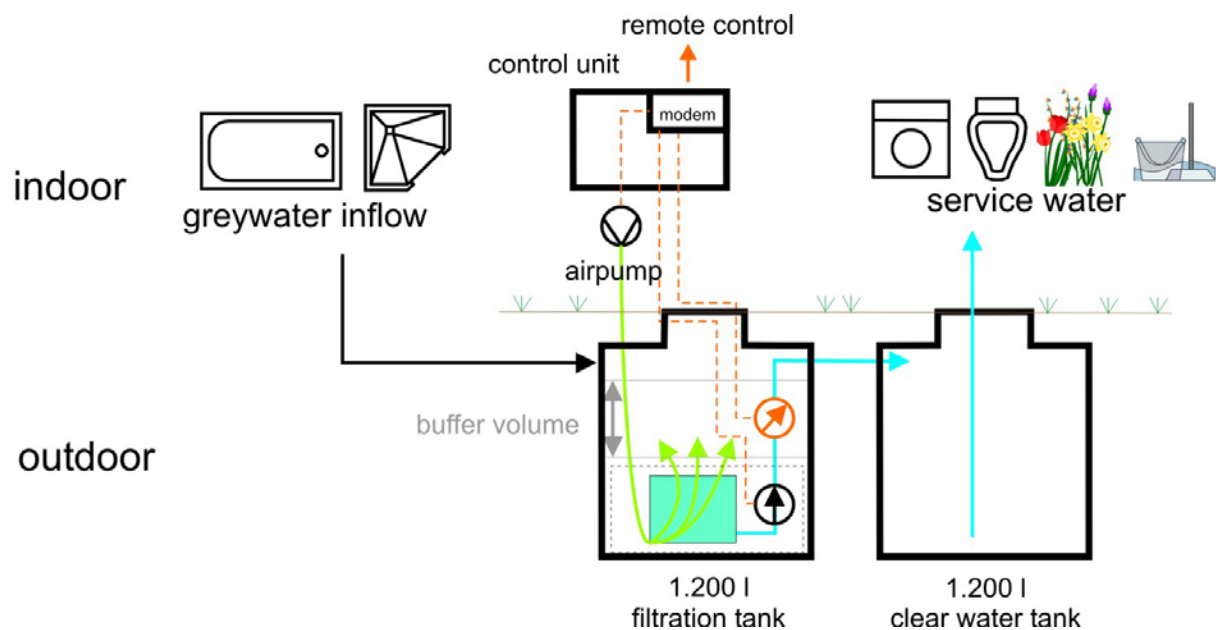 remote control
control unit
modem
indoor
greywater inflow
service water
airpump
buffer volume
outdoor
1.200 l
filtration tank
1.200 l
clear water tank